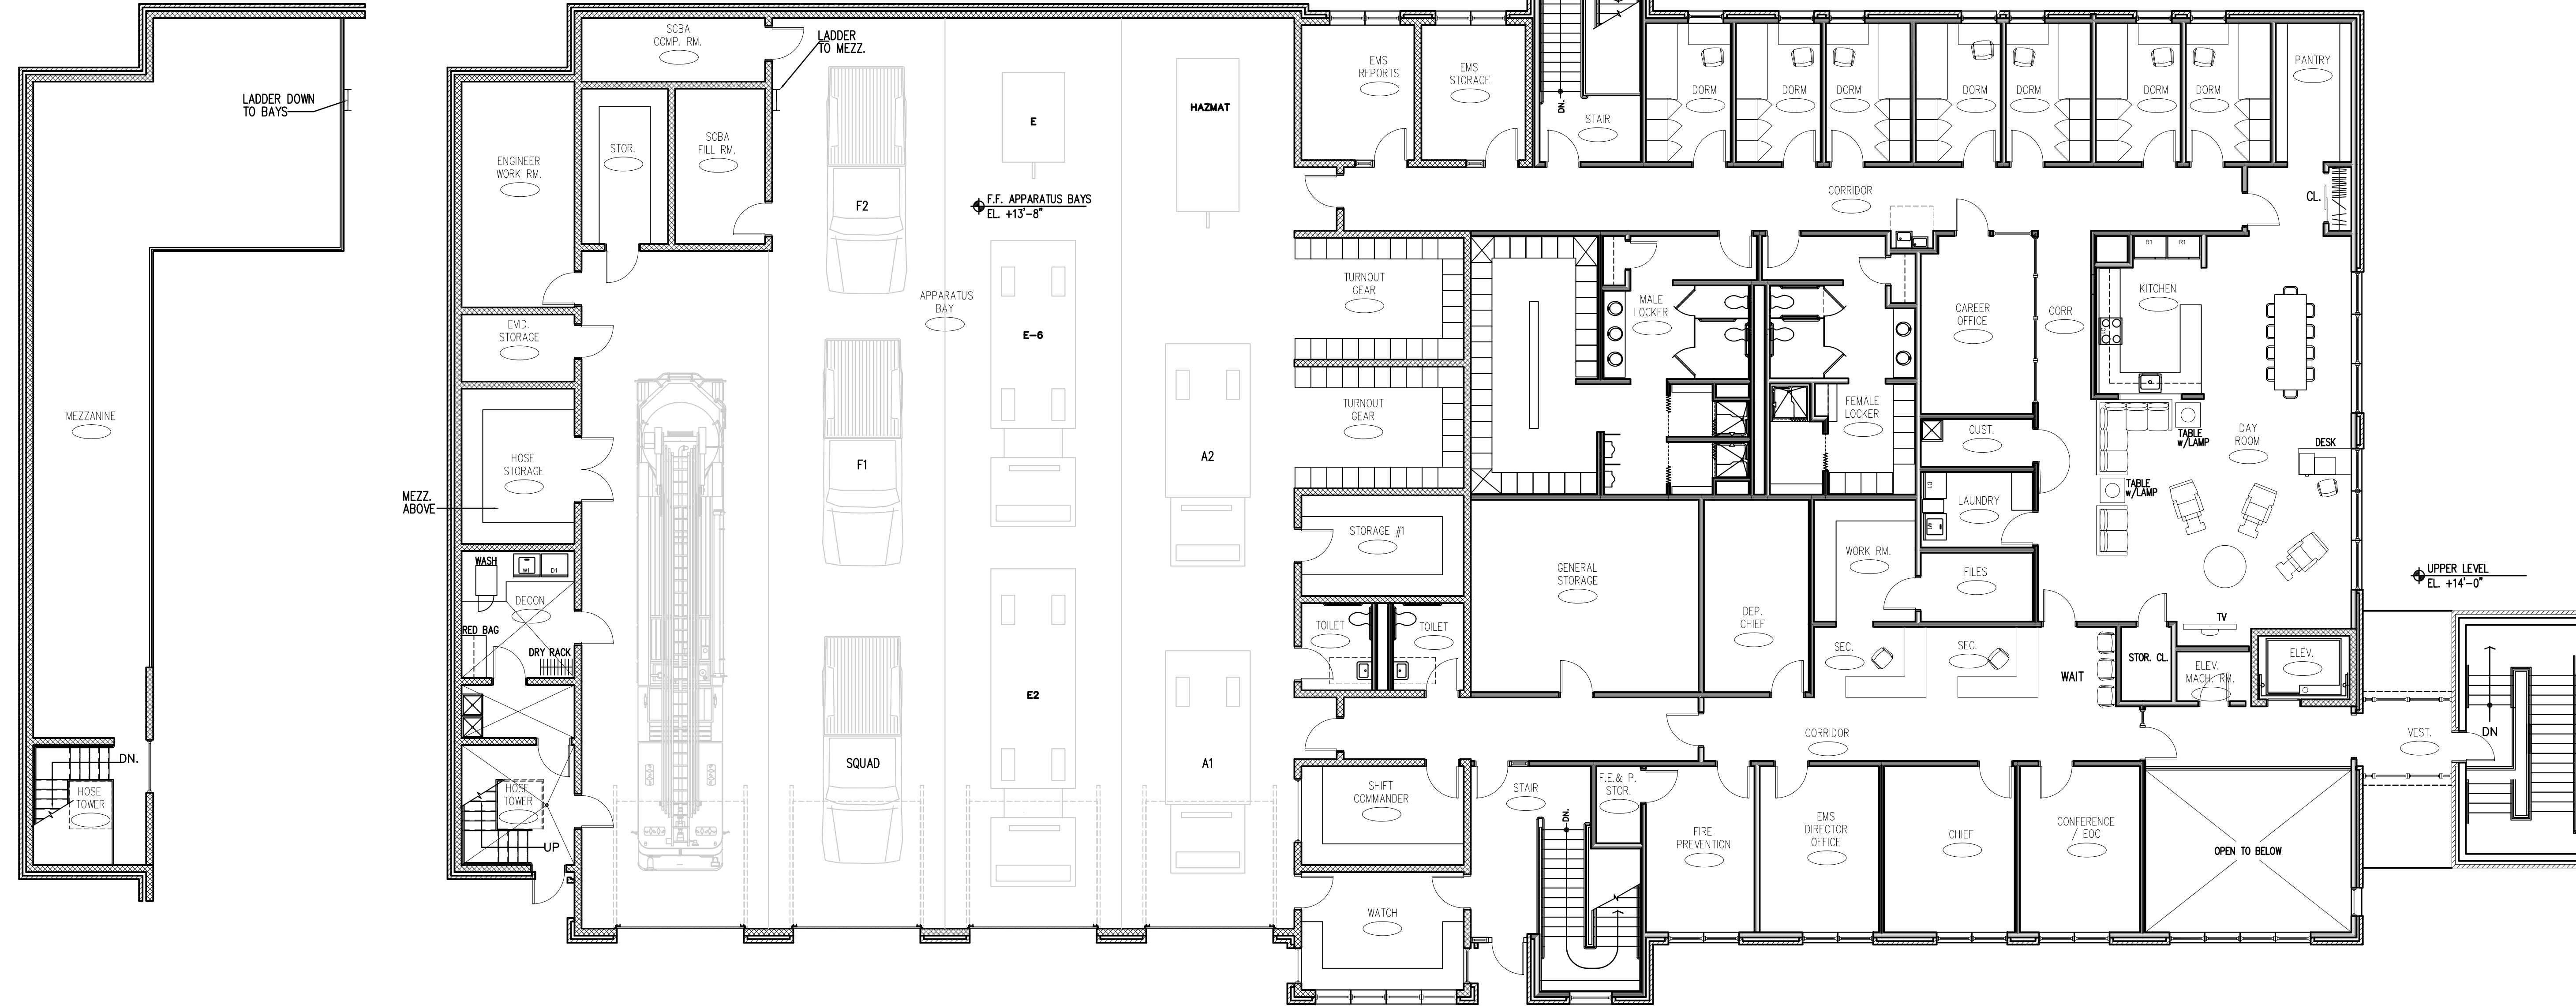 LADDER DOWN
TO BAYS
MEZZANINE
DN.
HOSE
TOWER
SCBA
COMP. RM.
LADDER
TO MEZZ.
ENGINEER
WORK RM.
STOR.
SCBA
FILL RM.
EVID.
STORAGE
HOSE
STORAGE
MEZZ.
ABOVE
WASH
W1
D1
DECON
RED BAG
DRY RACK
HOSE
TOWER
UP
F2
F1
SQUAD
E
HAZMAT
F.F. APPARATUS BAYS
EL. +13'-8"
APPARATUS
BAY
E-6
A2
E2
A1
EMS
REPORTS
EMS
STORAGE
DN.
STAIR
DORM
DORM
DORM
DORM
DORM
DORM
DORM
PANTRY
CORRIDOR
CL.
TURNOUT
GEAR
TURNOUT
GEAR
MALE
LOCKER
FEMALE
LOCKER
CAREER
OFFICE
CORR
R1
R1
KITCHEN
CUST.
TABLE
w/LAMP
DAY
ROOM
DESK
TABLE
w/LAMP
D1
W1
LAUNDRY
STORAGE #1
GENERAL
STORAGE
DEP.
CHIEF
WORK RM.
FILES
TOILET
TOILET
SEC.
SEC.
WAIT
STOR. CL.
TV
ELEV.
MACH. RM.
ELEV.
UPPER LEVEL
EL. +14'-0"
CORRIDOR
VEST.
DN
SHIFT
COMMANDER
STAIR
F.E.& P.
STOR.
DN.
FIRE
PREVENTION
EMS
DIRECTOR
OFFICE
CHIEF
CONFERENCE
/ EOC
OPEN TO BELOW
WATCH